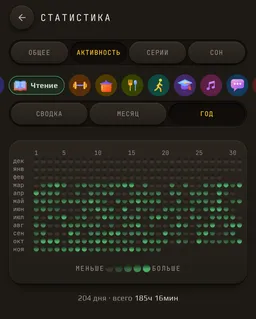 СТАТИСТИКА
ОБЩЕЕ АКТИВНОСТЬ СЕРИИ СОН
Чтение
СВОДКА МЕСЯЦ ГОД
1 5 10 15 20 25 30
дек
янв
фев
мар
апр
май
июн
июл
авг
сен
окт
ноя
МЕНЬШЕ БОЛЬШЕ
204 дня · всего 185ч 16мин